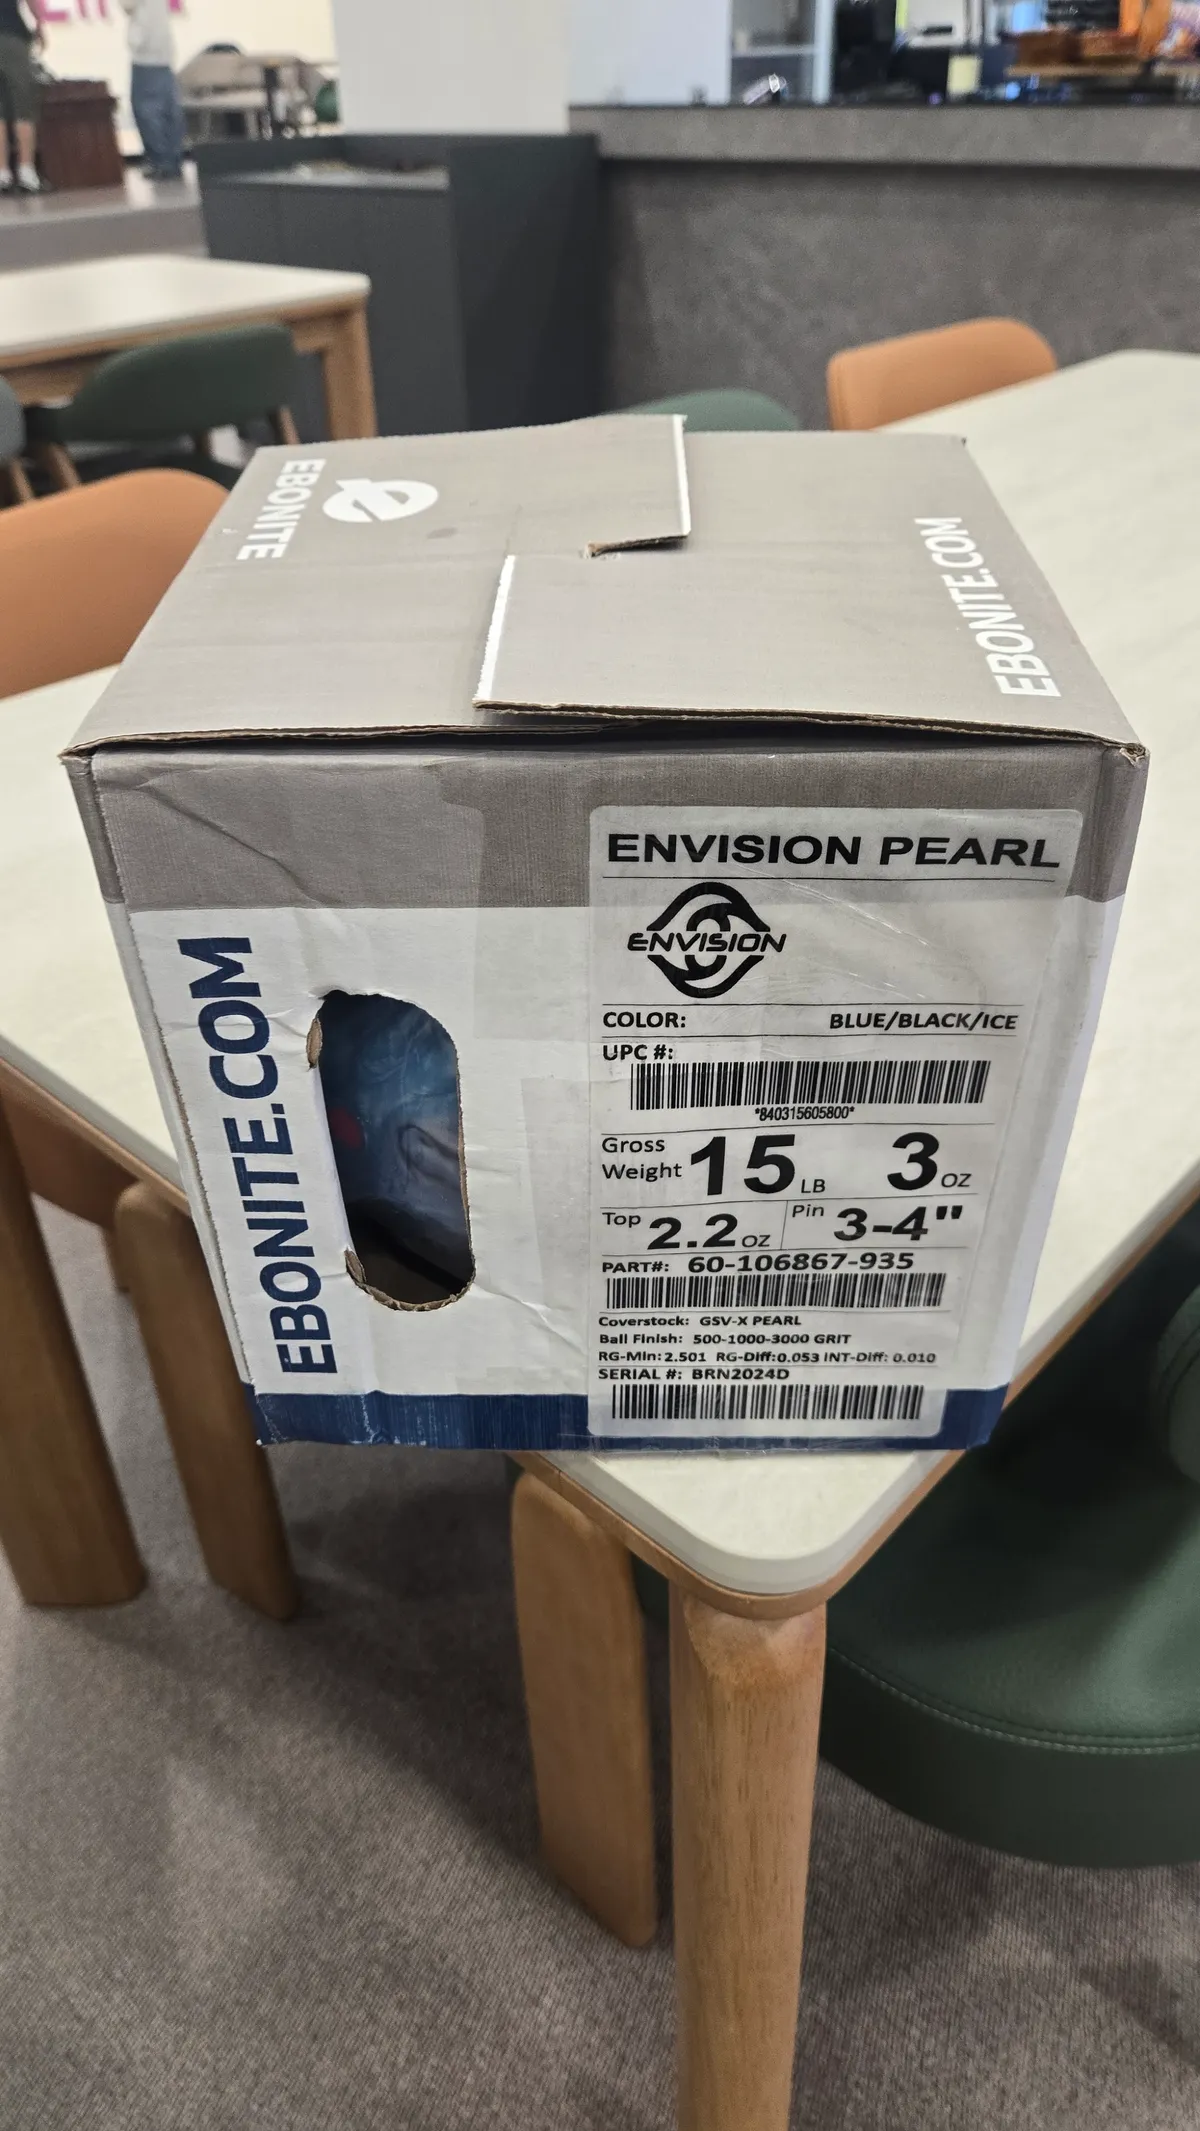 EBONITE
EBONITE.COM
ENVISION PEARL
ENVISION
COLOR: BLUE/BLACK/ICE
UPC #:
*840315605800*
Gross Weight 15 LB 3 OZ
Top 2.2 OZ Pin 3-4"
PART#: 60-106867-935
Coverstock: GSV-X PEARL
Ball Finish: 500-1000-3000 GRIT
RG-Min: 2.501 RG-Diff: 0.053 INT-Diff: 0.010
SERIAL #: BRN2024D
EBONITE.COM